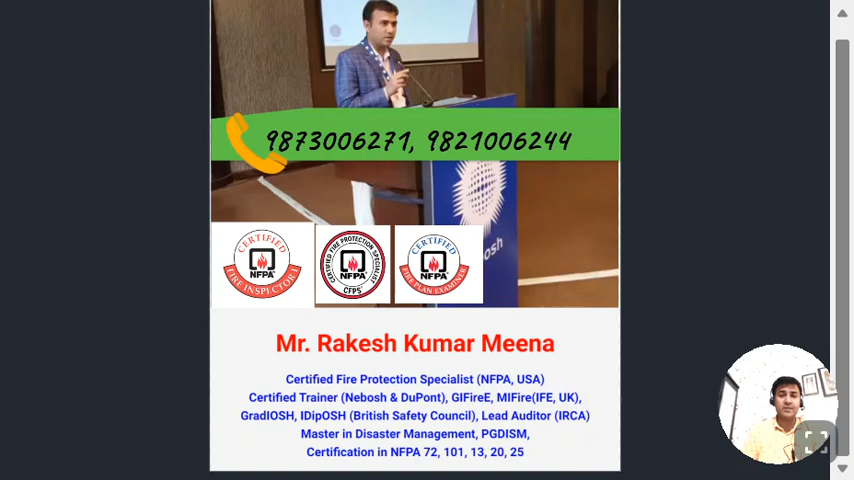 9873006271, 9821006244
osh
CERTIFIED
NFPA
FIRE INSPECTOR I
CERTIFIED FIRE PROTECTION SPECIALIST
NFPA
CFPS
CERTIFIED
NFPA
FIRE PLAN EXAMINER
Mr. Rakesh Kumar Meena
Certified Fire Protection Specialist (NFPA, USA)
Certified Trainer (Nebosh & DuPont), GIFireE, MIFire(IFE, UK),
GradIOSH, IDipOSH (British Safety Council), Lead Auditor (IRCA)
Master in Disaster Management, PGDISM,
Certification in NFPA 72, 101, 13, 20, 25